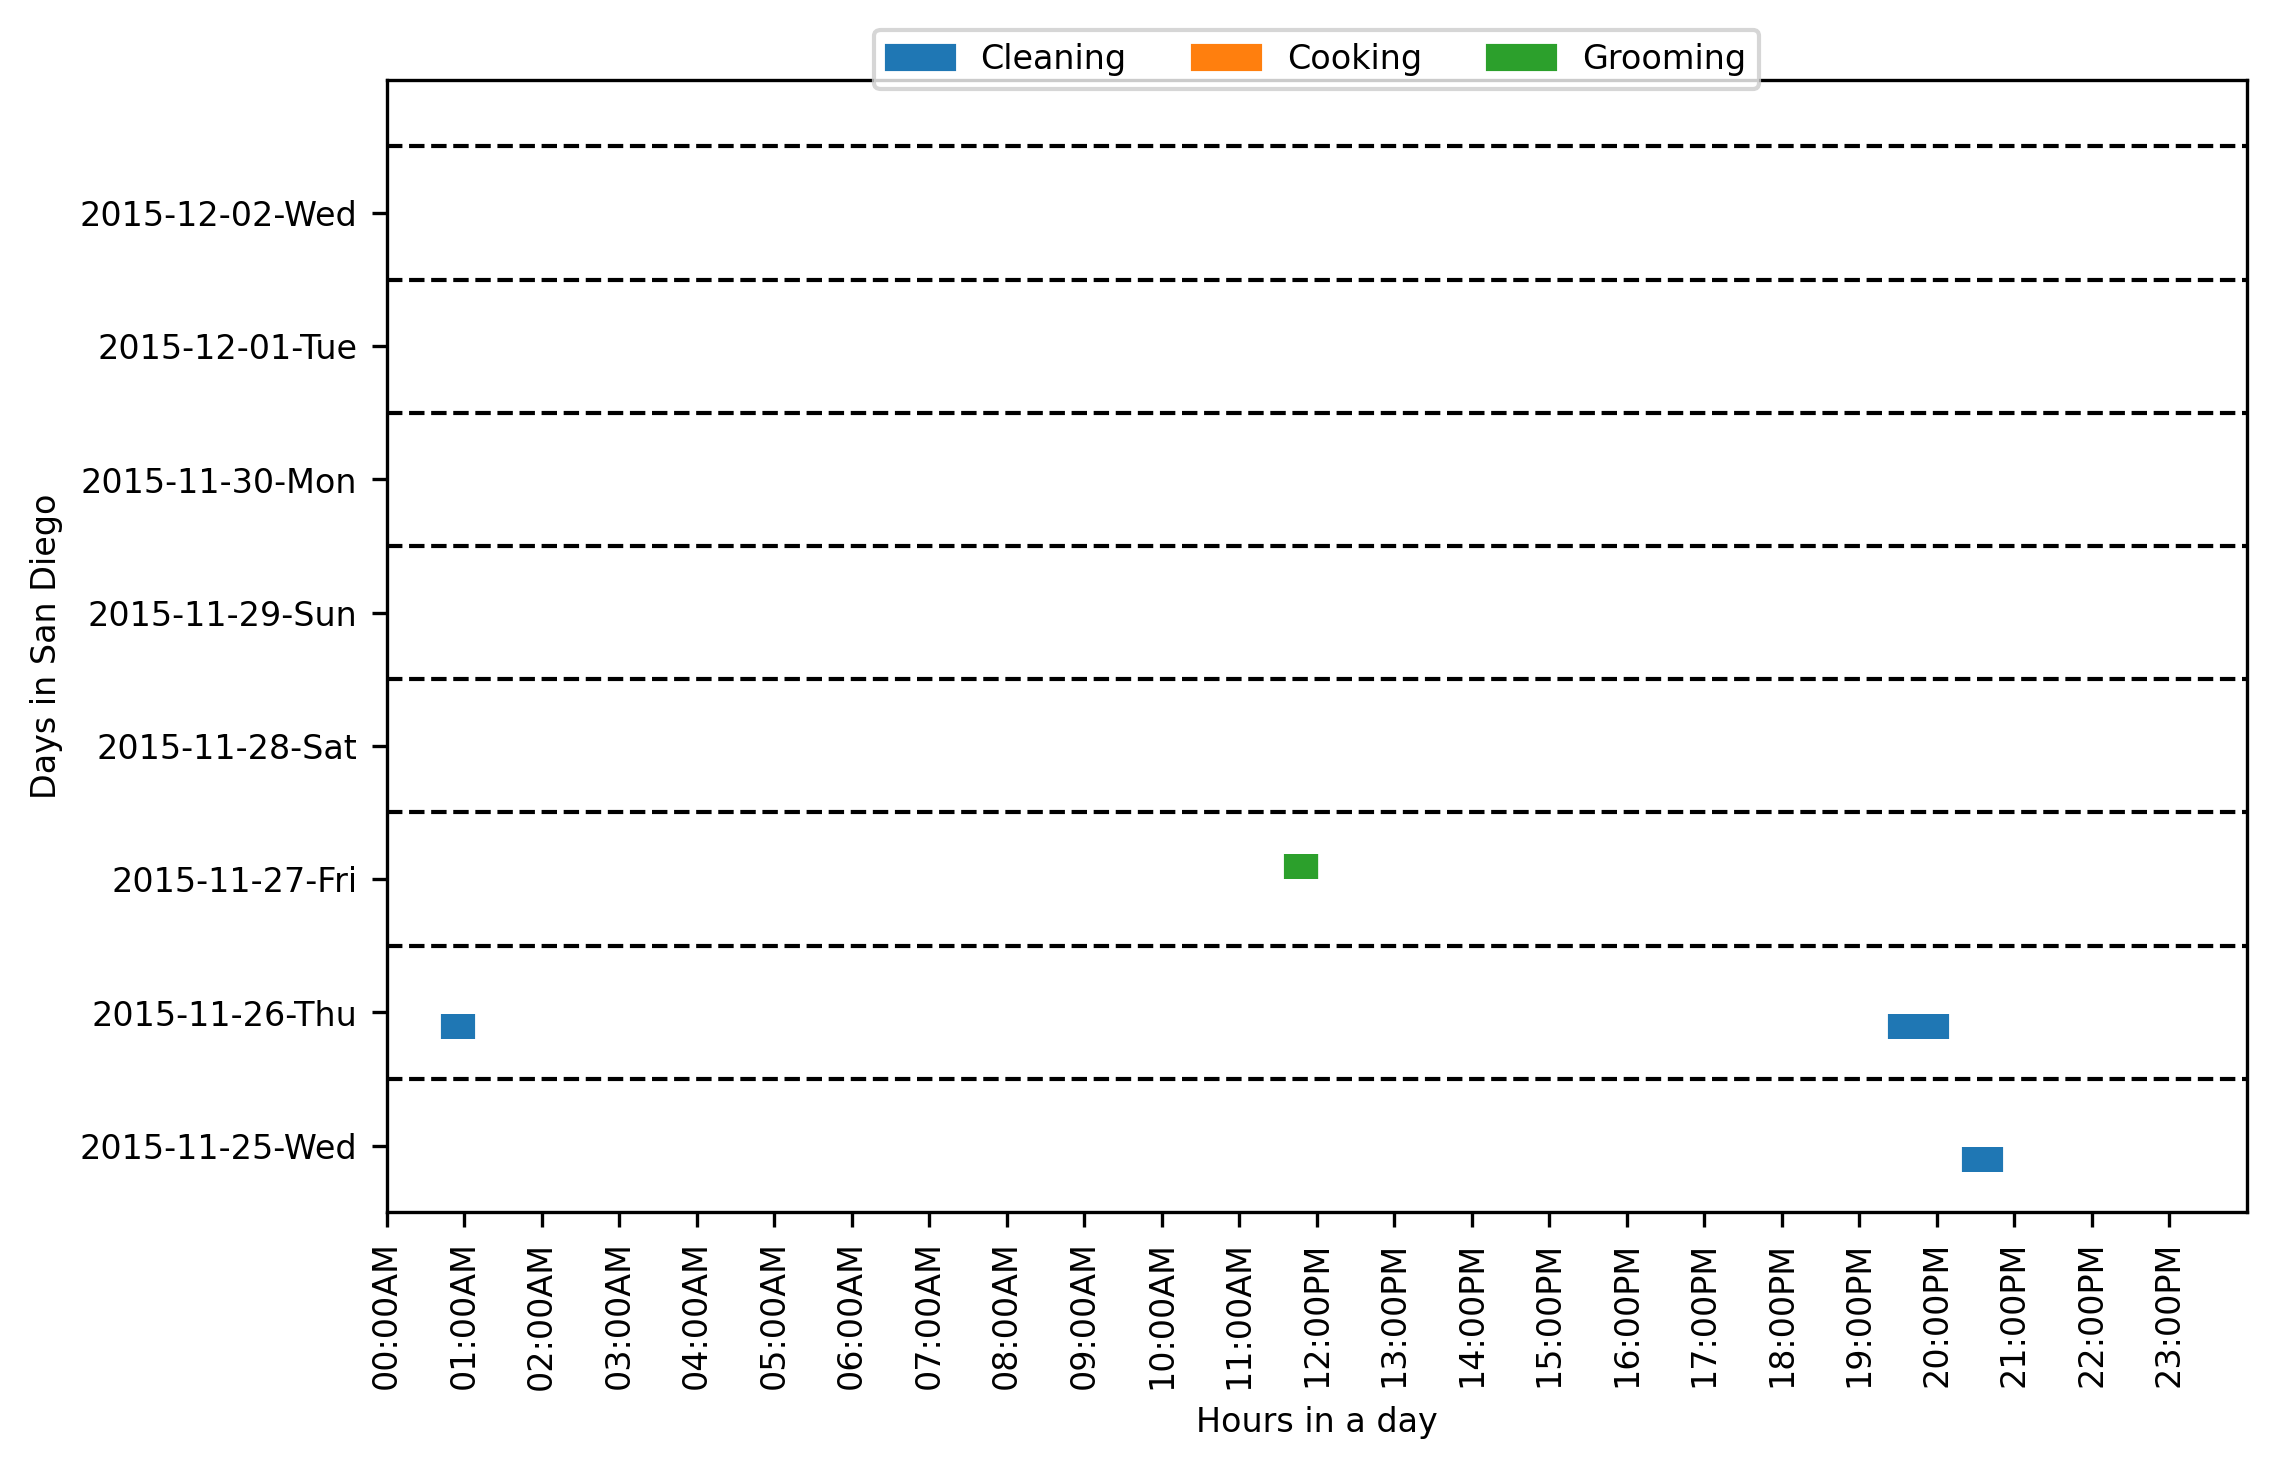 Cleaning Cooking Grooming
2015-12-02-Wed
2015-12-01-Tue
2015-11-30-Mon
2015-11-29-Sun
2015-11-28-Sat
2015-11-27-Fri
2015-11-26-Thu
2015-11-25-Wed
Days in San Diego
00:00AM
01:00AM
02:00AM
03:00AM
04:00AM
05:00AM
06:00AM
07:00AM
08:00AM
09:00AM
10:00AM
11:00AM
12:00PM
13:00PM
14:00PM
15:00PM
16:00PM
17:00PM
18:00PM
19:00PM
20:00PM
21:00PM
22:00PM
23:00PM
Hours in a day